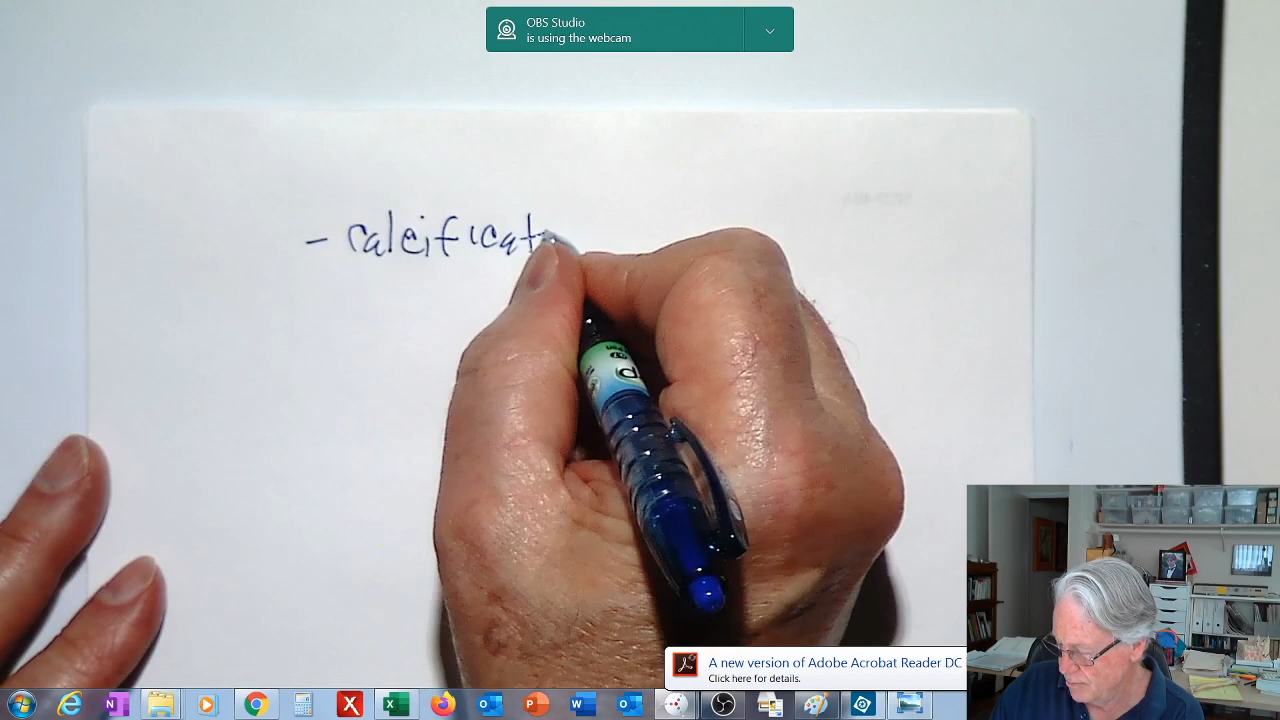 OBS Studio
is using the webcam
- calcificat
A new version of Adobe Acrobat Reader DC
Click here for details.